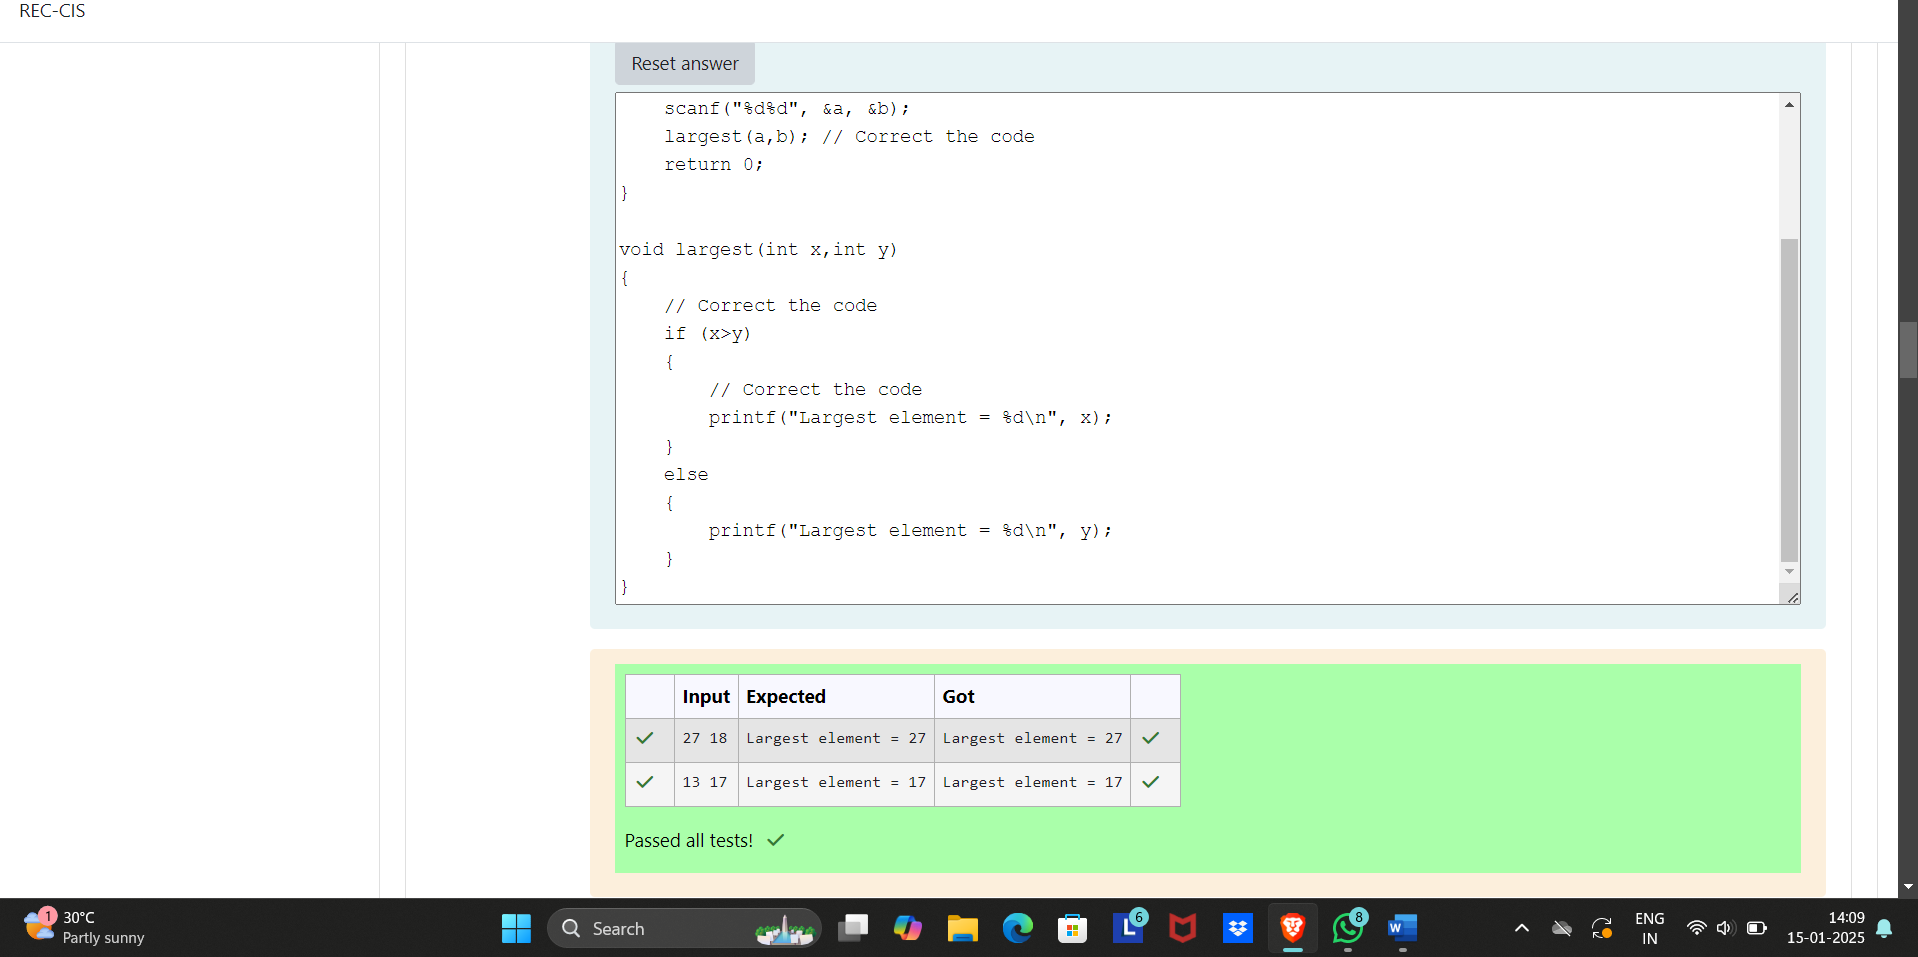 REC-CIS
Reset answer
    scanf("%d%d", &a, &b);
    largest(a,b); // Correct the code
    return 0;
}
void largest(int x,int y)
{
    // Correct the code
    if (x>y)
    {
        // Correct the code
        printf("Largest element = %d\n", x);
    }
    else
    {
        printf("Largest element = %d\n", y);
    }
}
Input Expected Got
27 18 Largest element = 27 Largest element = 27
13 17 Largest element = 17 Largest element = 17
Passed all tests!
1
30°C
Partly sunny
Search
L
6
8
W
ENG
IN
14:09
15-01-2025